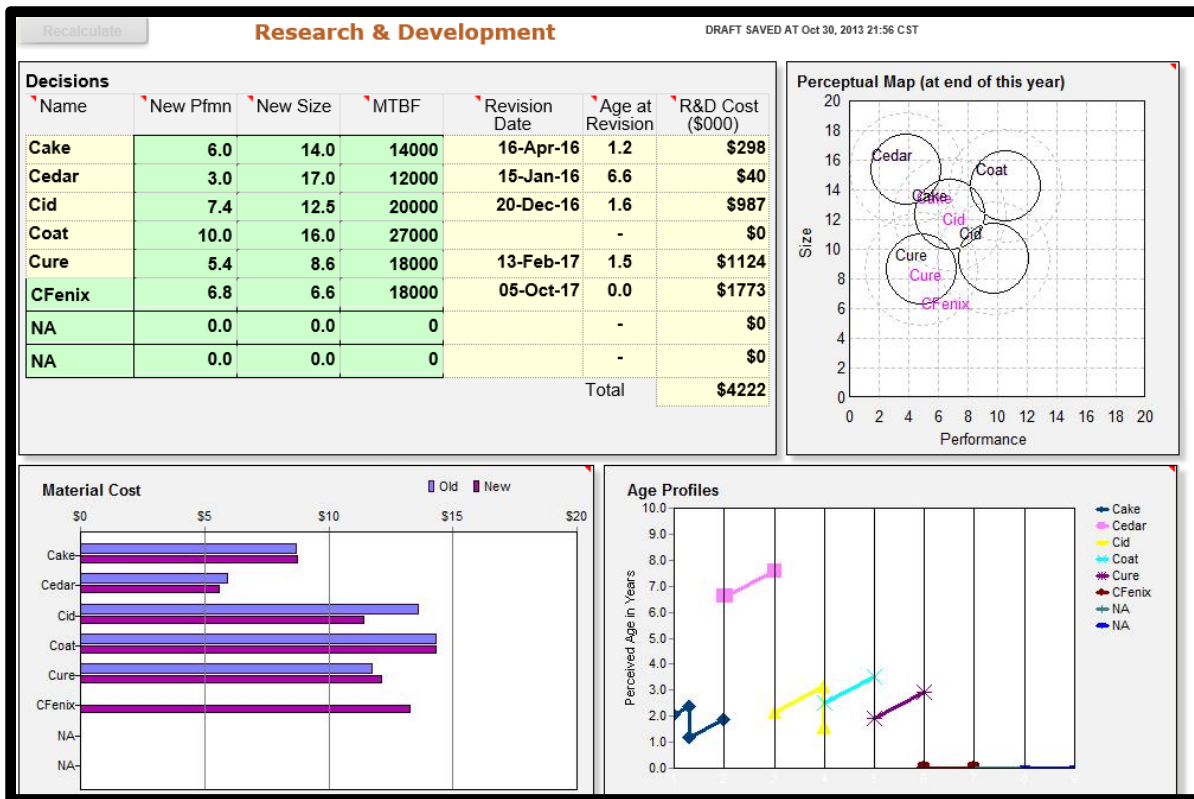 Recalculate
Research & Development
DRAFT SAVED AT Oct 30, 2013 21:56 CST
Decisions
Name New Pfmn New Size MTBF Revision Date Age at Revision R&D Cost ($000)
Cake 6.0 14.0 14000 16-Apr-16 1.2 $298
Cedar 3.0 17.0 12000 15-Jan-16 6.6 $40
Cid 7.4 12.5 20000 20-Dec-16 1.6 $987
Coat 10.0 16.0 27000 - $0
Cure 5.4 8.6 18000 13-Feb-17 1.5 $1124
CFenix 6.8 6.6 18000 05-Oct-17 0.0 $1773
NA 0.0 0.0 0 - $0
NA 0.0 0.0 0 - $0
Total $4222
Perceptual Map (at end of this year)
20
18
16
14
12
10
8
6
4
2
0
Size
Cedar
Coat
Cake
Cid
Cid
Cure
Cure
CFenix
0 2 4 6 8 10 12 14 16 18 20
Performance
Material Cost
Old New
$0 $5 $10 $15 $20
Cake
Cedar
Cid
Coat
Cure
CFenix
NA
NA
Age Profiles
10.0
9.0
8.0
7.0
6.0
5.0
4.0
3.0
2.0
1.0
0.0
Perceived Age in Years
Cake
Cedar
Cid
Coat
Cure
CFenix
NA
NA